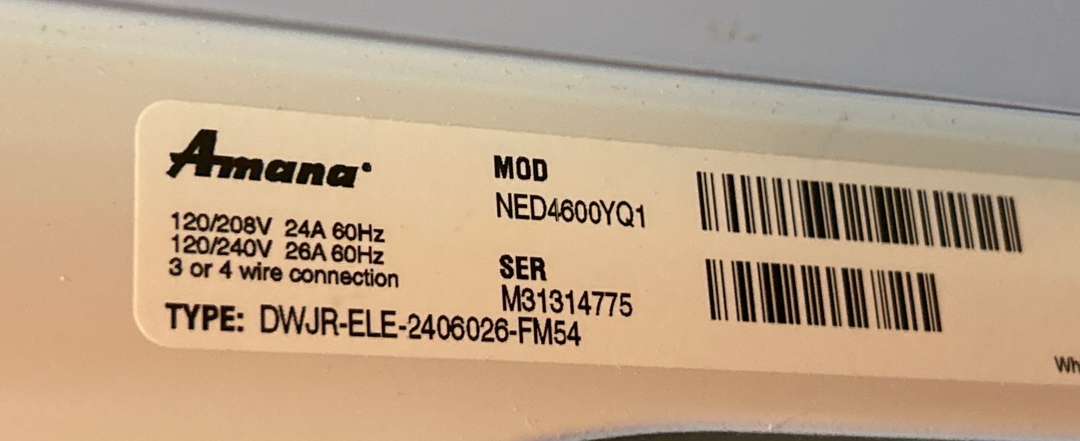 Amana
120/208V 24A 60Hz
120/240V 26A 60Hz
3 or 4 wire connection
TYPE: DWJR-ELE-2406026-FM54
MOD
NED4600YQ1
SER
M31314775